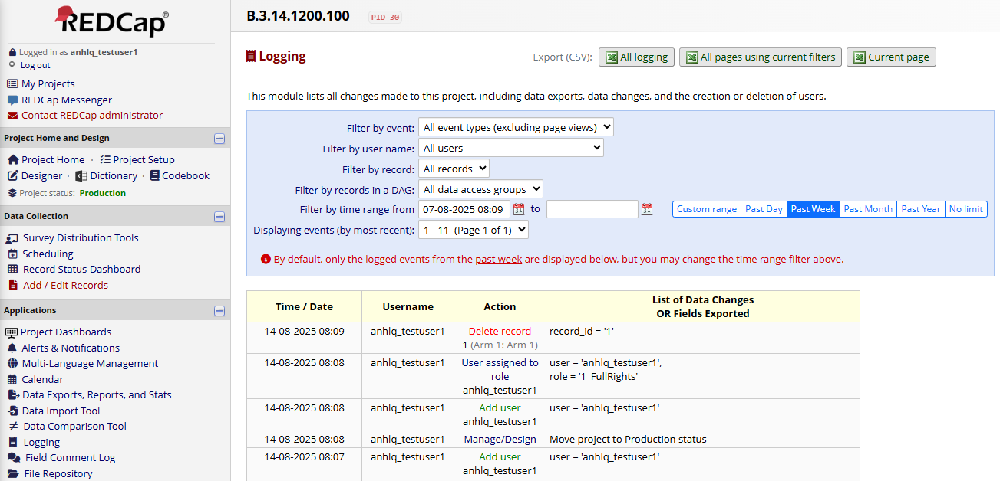 REDCap®
Logged in as anhlq_testuser1
Log out
My Projects
REDCap Messenger
Contact REDCap administrator
Project Home and Design
Project Home · Project Setup
Designer · Dictionary · Codebook
Project status: Production
Data Collection
Survey Distribution Tools
Scheduling
Record Status Dashboard
Add / Edit Records
Applications
Project Dashboards
Alerts & Notifications
Multi-Language Management
Calendar
Data Exports, Reports, and Stats
Data Import Tool
Data Comparison Tool
Logging
Field Comment Log
File Repository
B.3.14.1200.100 PID 30
Logging
Export (CSV): All logging All pages using current filters Current page
This module lists all changes made to this project, including data exports, data changes, and the creation or deletion of users.
Filter by event: All event types (excluding page views)
Filter by user name: All users
Filter by record: All records
Filter by records in a DAG: All data access groups
Filter by time range from 07-08-2025 08:09 31 to 31 Custom range Past Day Past Week Past Month Past Year No limit
Displaying events (by most recent): 1 - 11 (Page 1 of 1)
By default, only the logged events from the past week are displayed below, but you may change the time range filter above.
Time / Date Username Action List of Data Changes
OR Fields Exported
14-08-2025 08:09 anhlq_testuser1 Delete record record_id = '1'
1 (Arm 1: Arm 1)
14-08-2025 08:08 anhlq_testuser1 User assigned to user = 'anhlq_testuser1',
role role = '1_FullRights'
anhlq_testuser1
14-08-2025 08:08 anhlq_testuser1 Add user user = 'anhlq_testuser1'
anhlq_testuser1
14-08-2025 08:08 anhlq_testuser1 Manage/Design Move project to Production status
14-08-2025 08:07 anhlq_testuser1 Add user user = 'anhlq_testuser1'
anhlq_testuser1